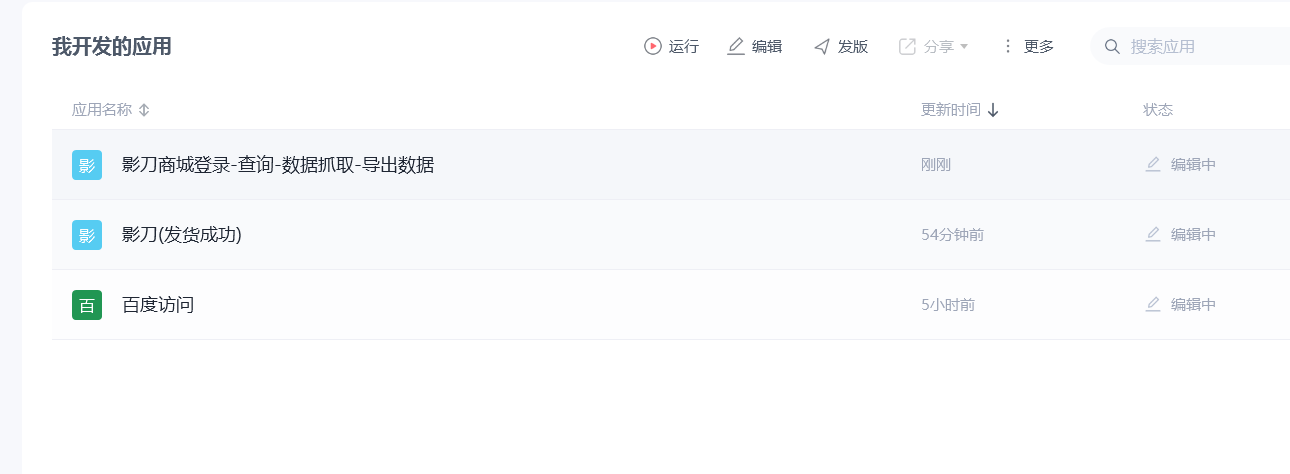 我开发的应用 运行 编辑 发版 分享 更多 搜索应用
应用名称 更新时间 状态
影 影刀商城登录-查询-数据抓取-导出数据 刚刚 编辑中
影 影刀(发货成功) 54分钟前 编辑中
百 百度访问 5小时前 编辑中